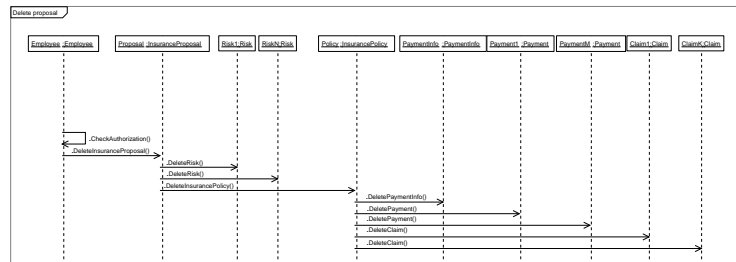 Delete proposal
Employee :Employee
Proposal :InsuranceProposal
Risk1:Risk
RiskN:Risk
Policy:InsurancePolicy
PaymentInfo :PaymentInfo
Payment1 :Payment
PaymentM :Payment
Claim1:Claim
ClaimK:Claim
.CheckAuthorization()
.DeleteInsuranceProposal()
.DeleteRisk()
.DeleteRisk()
.DeleteInsurancePolicy()
.DeletePaymentInfo()
.DeletePayment()
.DeletePayment()
.DeleteClaim()
.DeleteClaim()